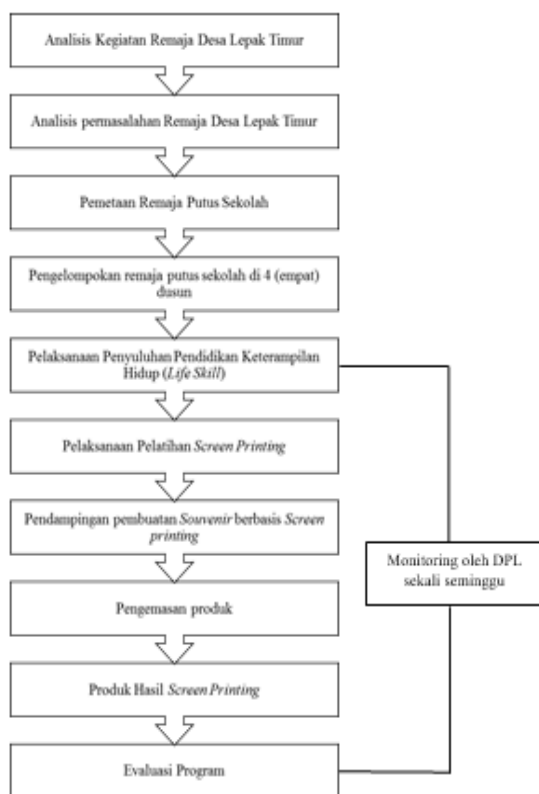 Analisis Kegiatan Remaja Desa Lepak Timur
Analisis permasalahan Remaja Desa Lepak Timur
Pemetaan Remaja Putus Sekolah
Pengelompokan remaja putus sekolah di 4 (empat)
dusun
Pelaksanaan Penyuluhan Pendidikan Keterampilan
Hidup (Life Skill)
Pelaksanaan Pelatihan Screen Printing
Pendampingan pembuatan Souvenir berbasis Screen
printing
Monitoring oleh DPL
sekali seminggu
Pengemasan produk
Produk Hasil Screen Printing
Evaluasi Program